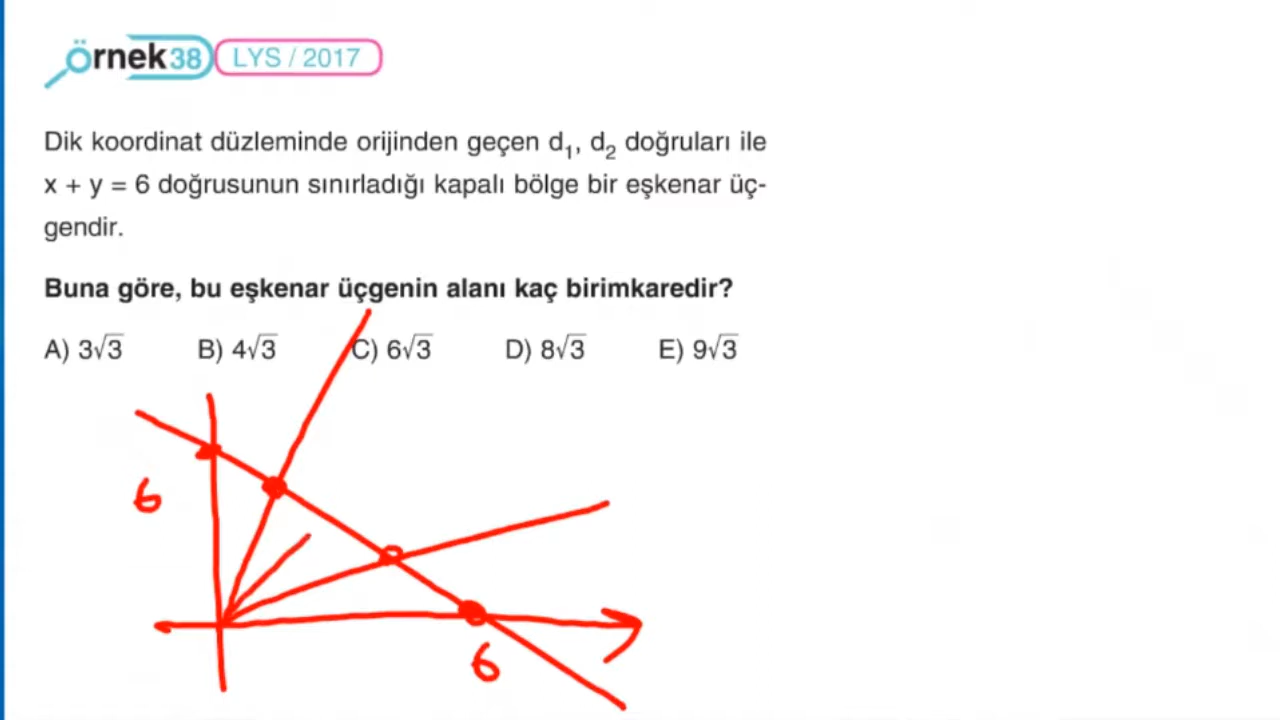 örnek 38 LYS / 2017
Dik koordinat düzleminde orijinden geçen d₁, d₂ doğruları ile
x + y = 6 doğrusunun sınırladığı kapalı bölge bir eşkenar üç-
gendir.
Buna göre, bu eşkenar üçgenin alanı kaç birimkaredir?
A) 3√3 B) 4√3 C) 6√3 D) 8√3 E) 9√3
6
6